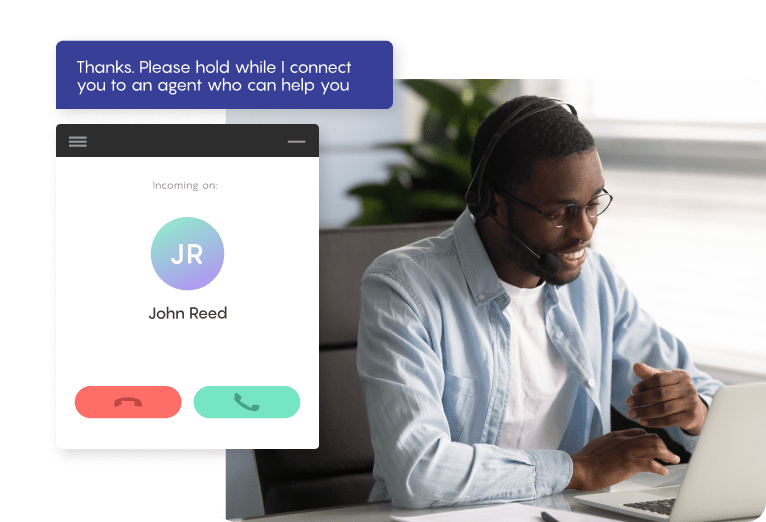 Thanks. Please hold while I connect
you to an agent who can help you
Incoming on:
JR
John Reed